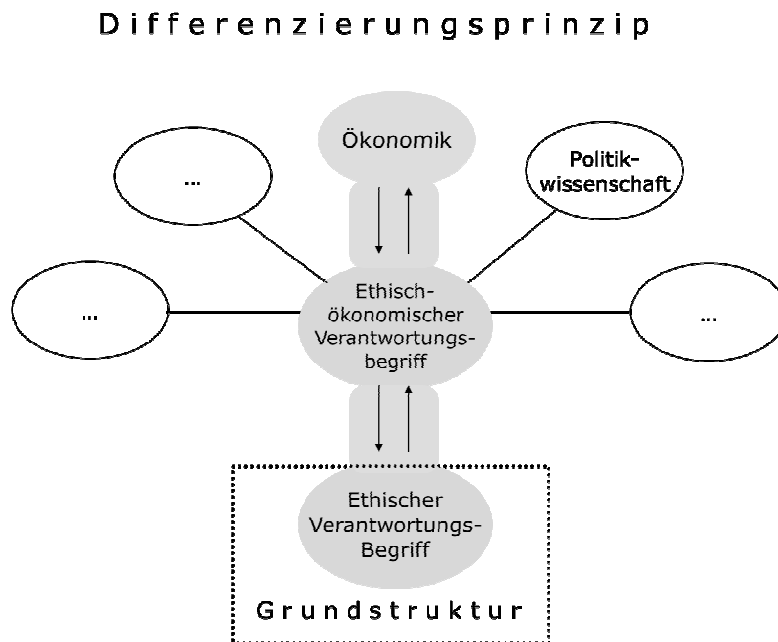 Differenzierungsprinzip
Ökonomik
...
Politik-
wissenschaft
...
Ethisch-
ökonomischer
Verantwortungs-
begriff
...
Ethischer
Verantwortungs-
Begriff
Grundstruktur